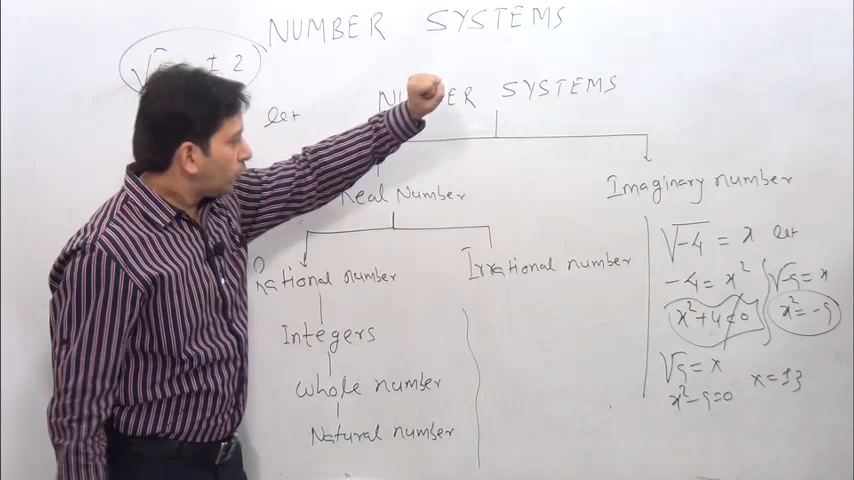 NUMBER SYSTEMS
± 2
let
SYSTEMS
Real Number
Imaginary number
Rational number
Irrational number
Integers
Whole number
Natural number
√-4 = x let
-4 = x²
x²+4=0
√-9 = x
x² = -9
√9 = x
x²-9=0
x=±3